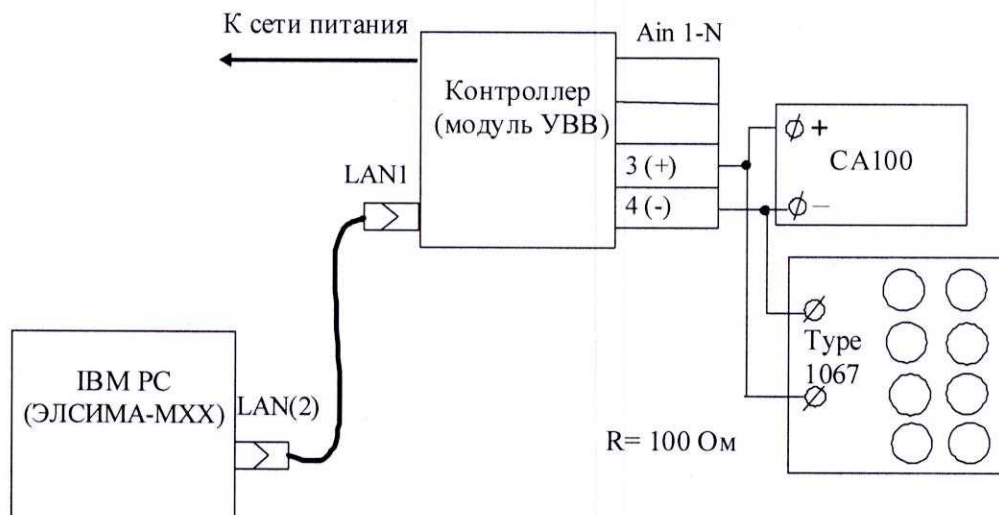 К сети питания
Ain 1-N
Контроллер
(модуль УВВ)
LAN1
3 (+)
4 (-)
+
CA100
−
IBM PC
(ЭЛСИМА-МХХ)
LAN(2)
Type
1067
R= 100 Ом